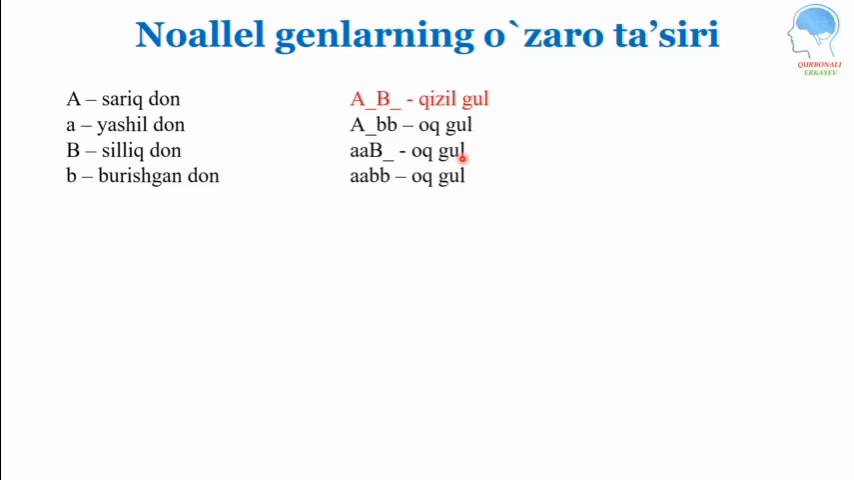 Noallel genlarning o`zaro ta’siri
QURBONALI
ERKAYEV
A – sariq don
a – yashil don
B – silliq don
b – burishgan don
A_B_ - qizil gul
A_bb – oq gul
aaB_ - oq gul
aabb – oq gul